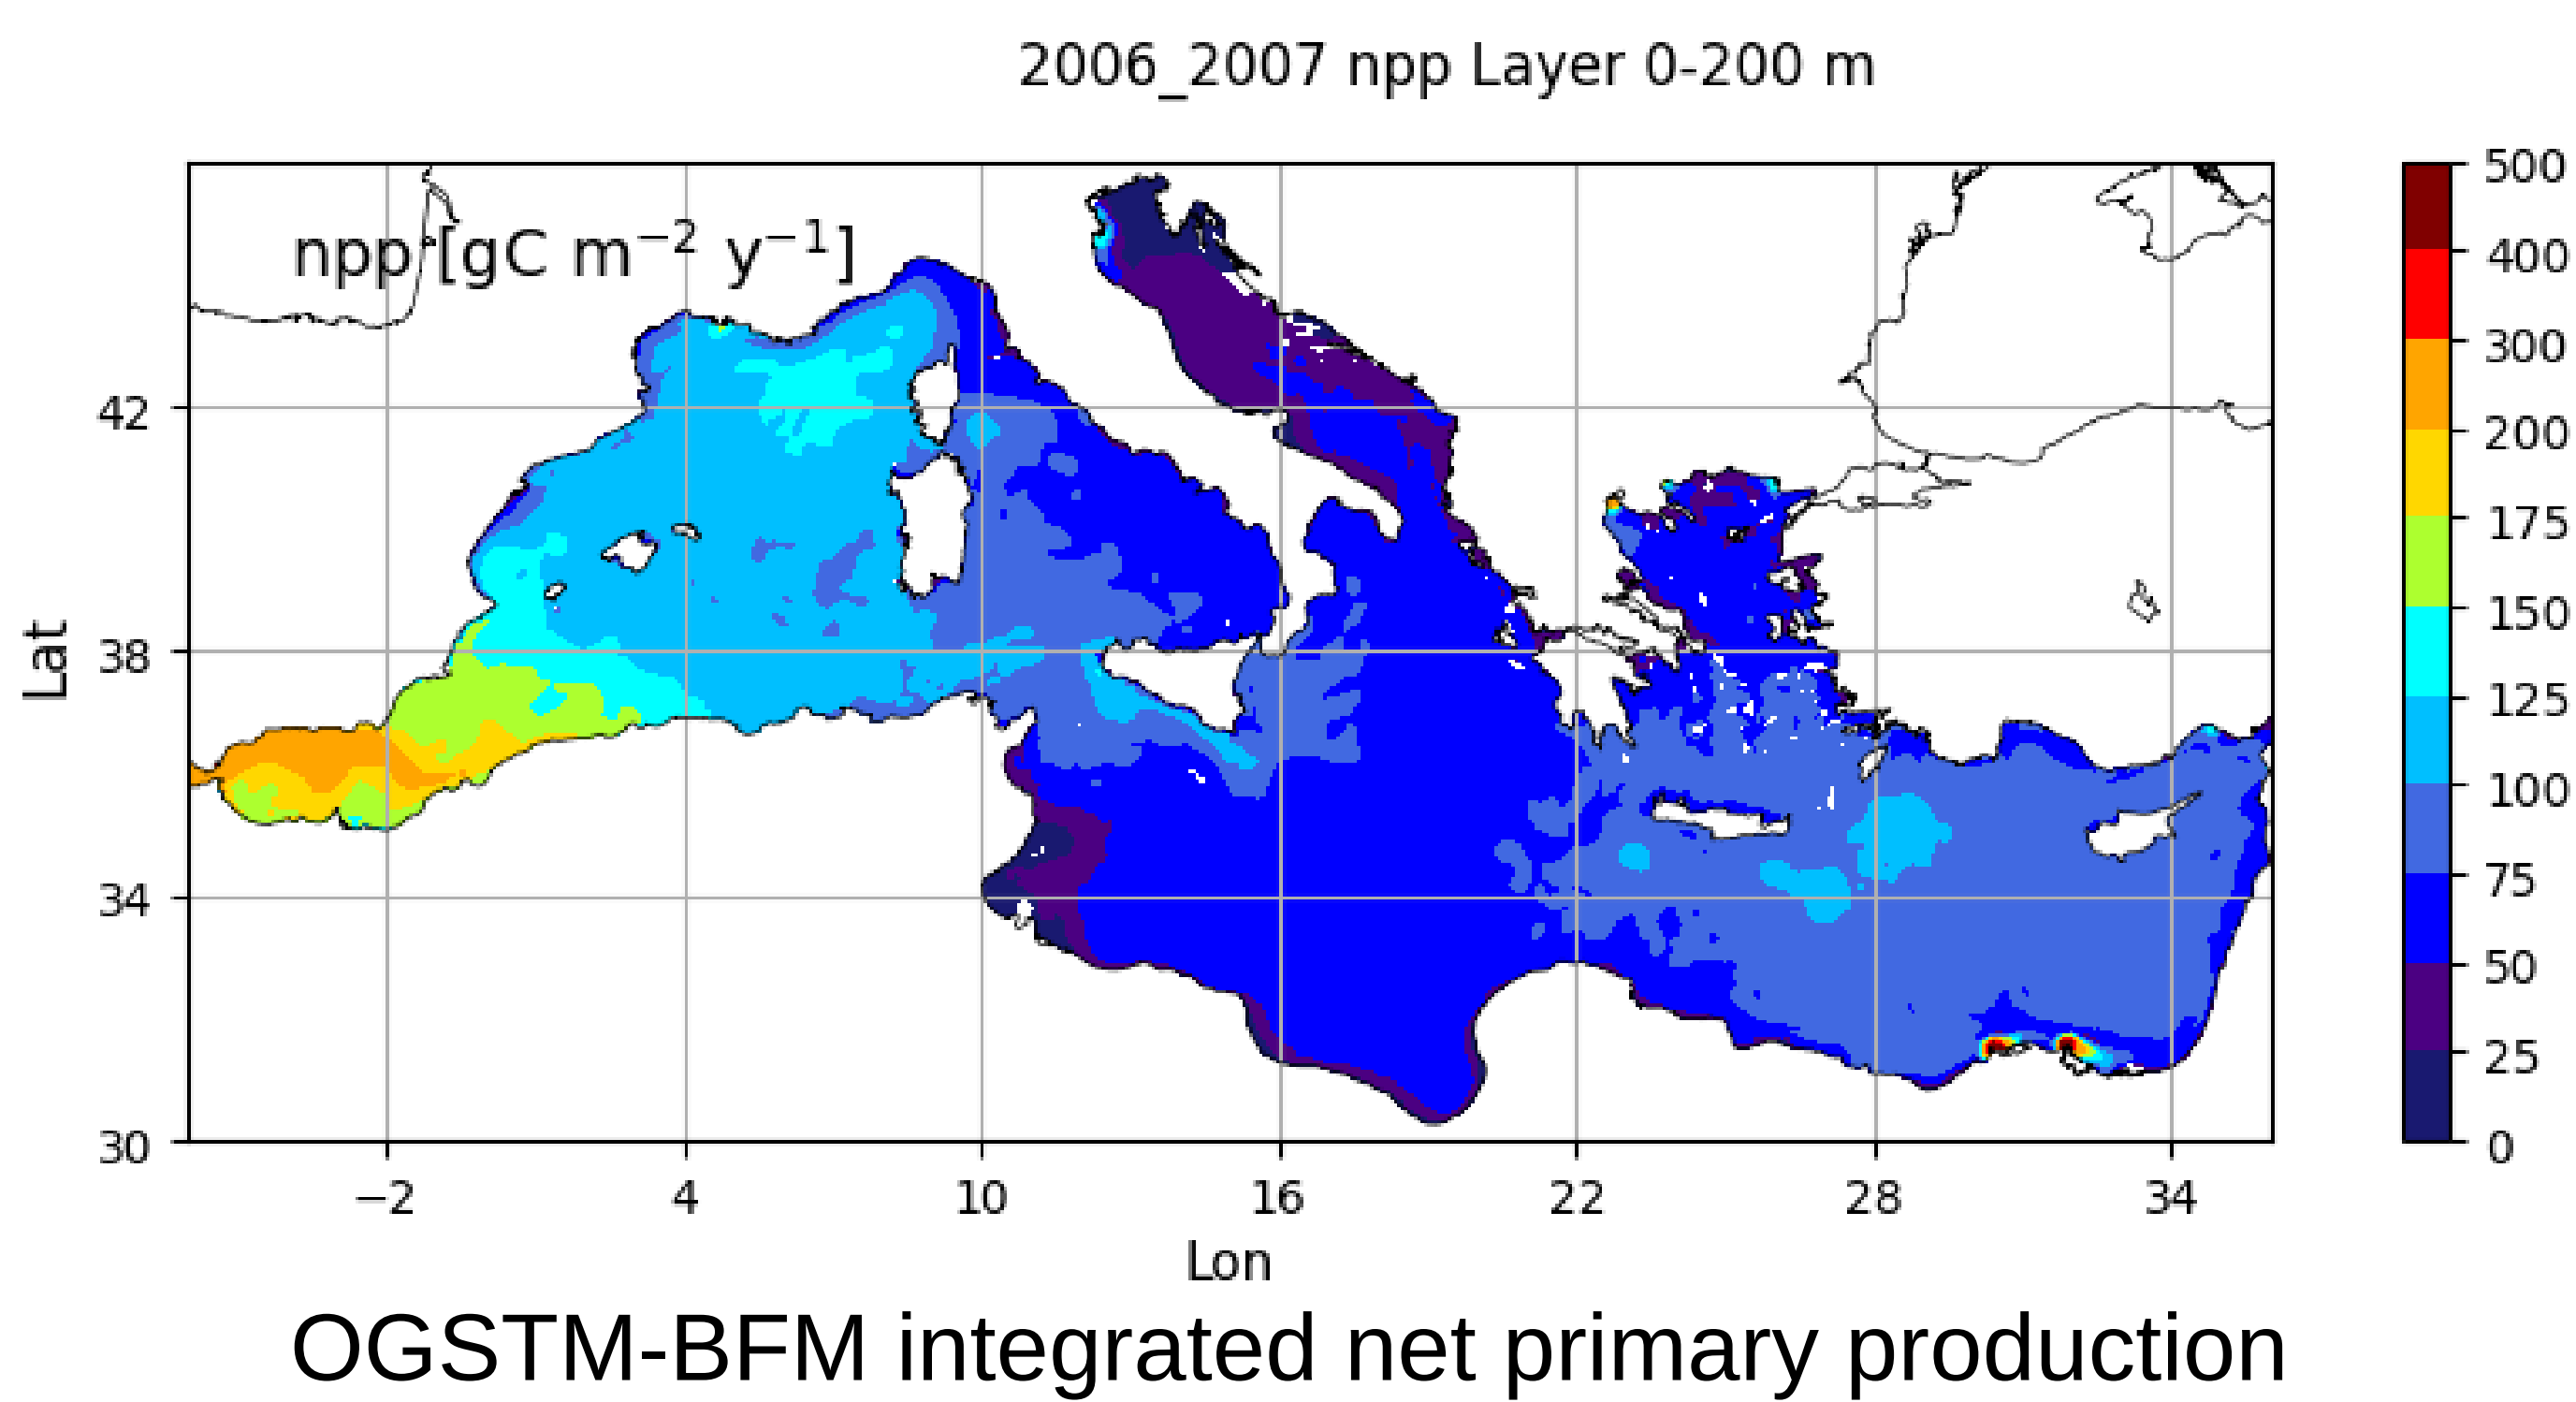 2006_2007 npp Layer 0-200 m
npp [gC m⁻² y⁻¹]
500
400
300
200
175
150
125
100
75
50
25
0
42
38
34
30
Lat
−2 4 10 16 22 28 34
Lon
OGSTM-BFM integrated net primary production